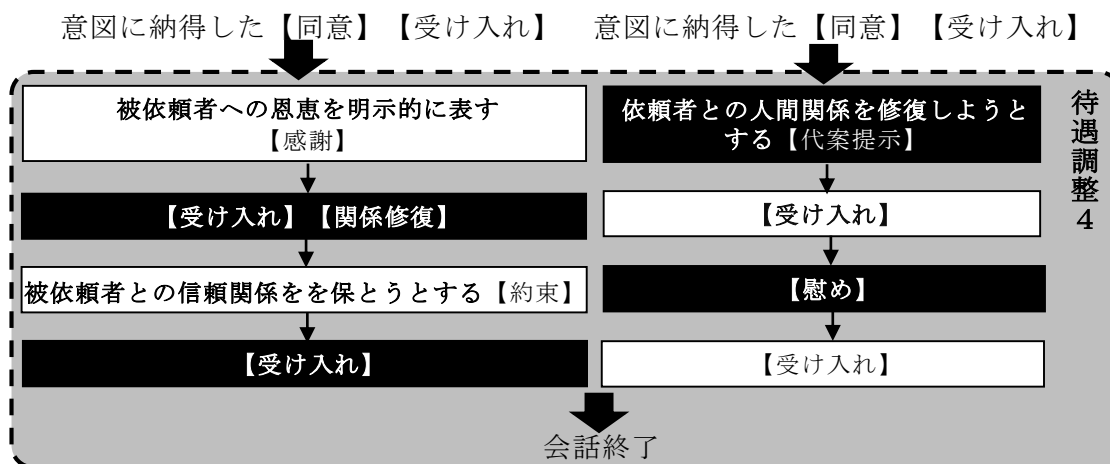 意図に納得した【同意】【受け入れ】
意図に納得した【同意】【受け入れ】
被依頼者への恩恵を明示的に表す
【感謝】
【受け入れ】【関係修復】
被依頼者との信頼関係をを保とうとする【約束】
【受け入れ】
依頼者との人間関係を修復しようと
する【代案提示】
【受け入れ】
【慰め】
【受け入れ】
待遇調整4
会話終了